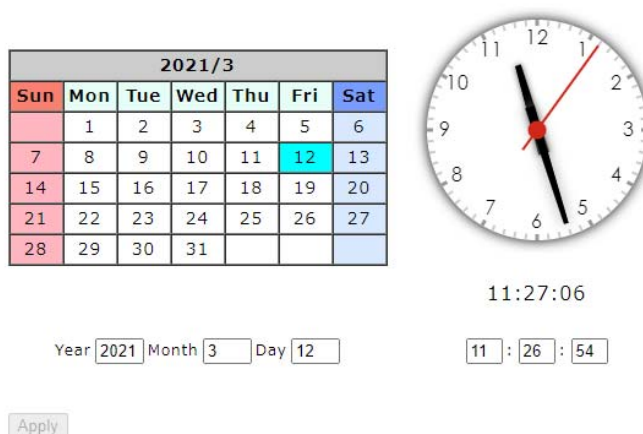 2021/3
Sun Mon Tue Wed Thu Fri Sat
1 2 3 4 5 6
7 8 9 10 11 12 13
14 15 16 17 18 19 20
21 22 23 24 25 26 27
28 29 30 31
12
11 1
10 2
9 3
8 4
7 5
6
11:27:06
Year 2021 Month 3 Day 12
11 : 26 : 54
Apply